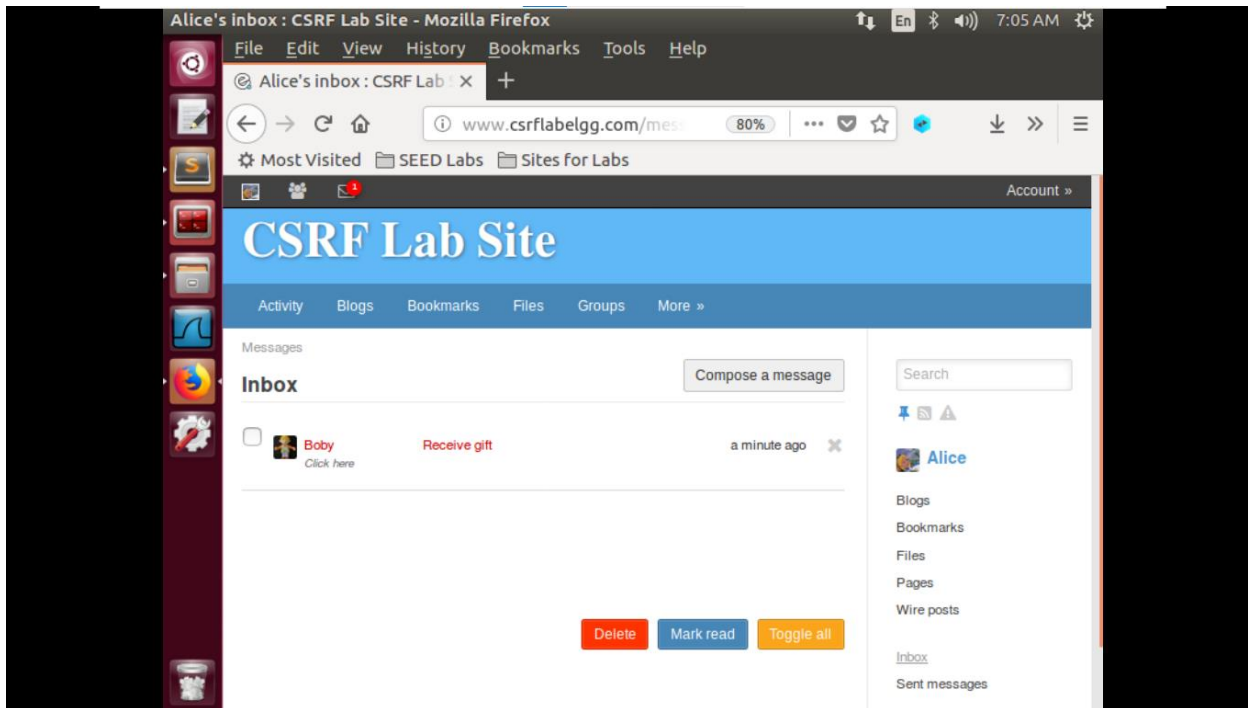 Alice's inbox : CSRF Lab Site - Mozilla Firefox En 7:05 AM
File Edit View History Bookmarks Tools Help
Alice's inbox : CSRF Lab
www.csrflabelgg.com/mes 80%
Most Visited SEED Labs Sites for Labs
1 Account »
CSRF Lab Site
Activity Blogs Bookmarks Files Groups More »
Messages
Inbox
Compose a message
Search
Boby Receive gift a minute ago
Click here
Alice
Blogs
Bookmarks
Files
Pages
Wire posts
Delete Mark read Toggle all
Inbox
Sent messages